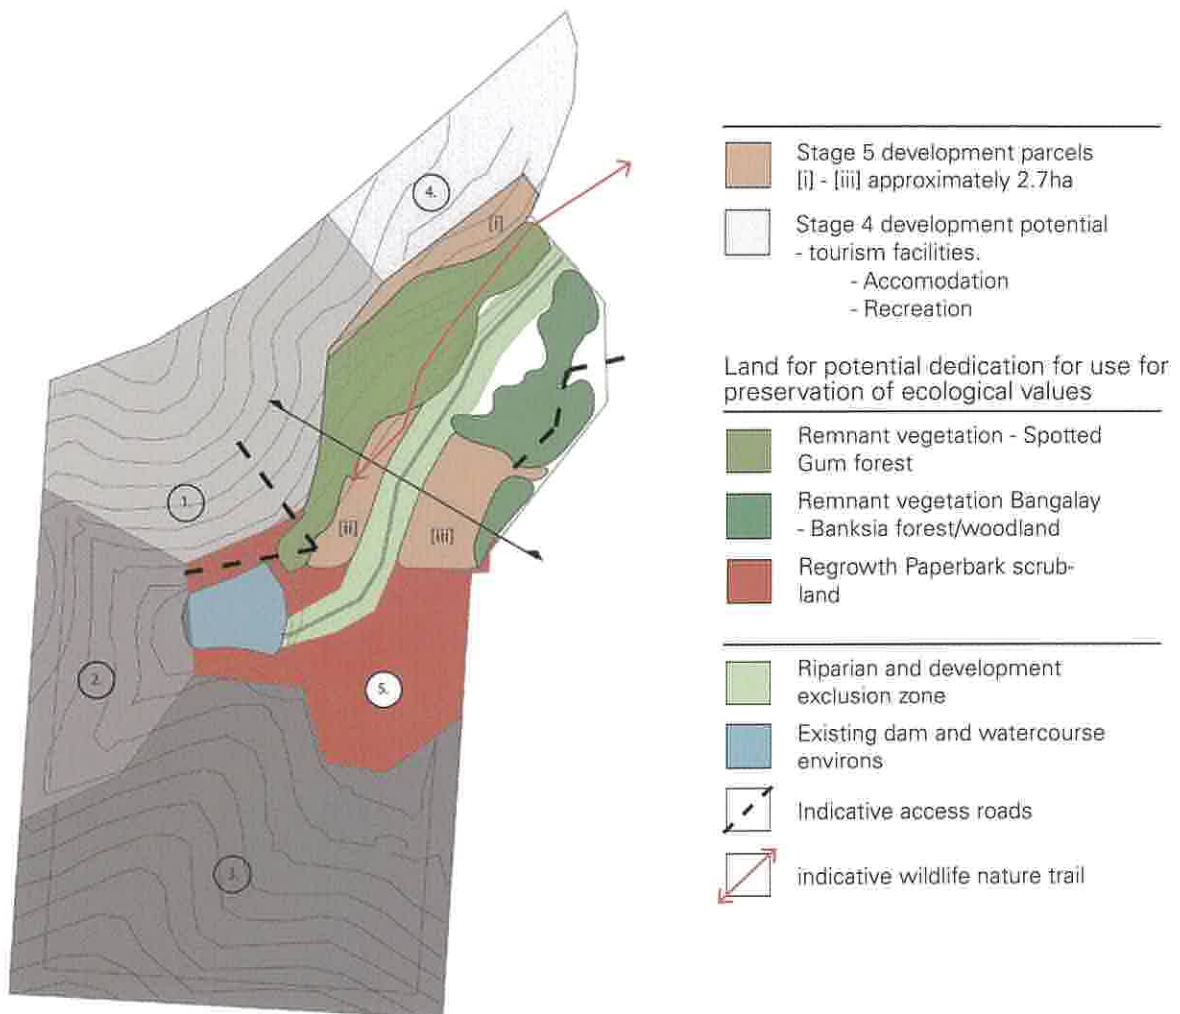 4.
[i]
1.
[ii]
[iii]
2.
5.
3.
Stage 5 development parcels
[i] - [iii] approximately 2.7ha
Stage 4 development potential
- tourism facilities.
- Accomodation
- Recreation
Land for potential dedication for use for
preservation of ecological values
Remnant vegetation - Spotted
Gum forest
Remnant vegetation Bangalay
- Banksia forest/woodland
Regrowth Paperbark scrub-
land
Riparian and development
exclusion zone
Existing dam and watercourse
environs
Indicative access roads
indicative wildlife nature trail